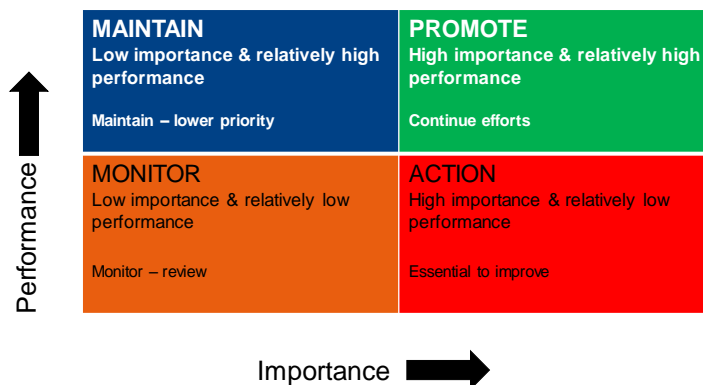 MAINTAIN
Low importance & relatively high
performance
Maintain – lower priority
PROMOTE
High importance & relatively high
performance
Continue efforts
MONITOR
Low importance & relatively low
performance
Monitor – review
ACTION
High importance & relatively low
performance
Essential to improve
Performance
Importance